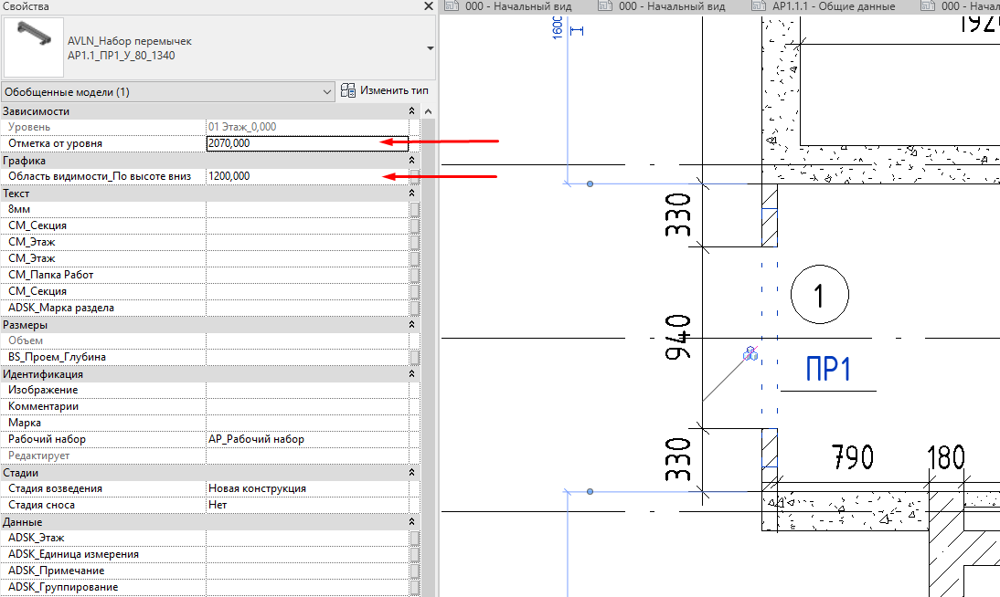 Свойства
AVLN_Набор перемычек
АР1.1_ПР1_У_80_1340
Обобщенные модели (1)
Изменить тип
Зависимости
Уровень 01 Этаж_0,000
Отметка от уровня 2070,000
Графика
Область видимости_По высоте вниз 1200,000
Текст
8мм
СМ_Секция
СМ_Этаж
СМ_Этаж
СМ_Папка Работ
СМ_Секция
ADSK_Марка раздела
Размеры
Объем
BS_Проем_Глубина
Идентификация
Изображение
Комментарии
Марка
Рабочий набор АР_Рабочий набор
Редактирует
Стадии
Стадия возведения Новая конструкция
Стадия сноса Нет
Данные
ADSK_Этаж
ADSK_Единица измерения
ADSK_Примечание
ADSK_Группирование
000 - Начальный вид
000 - Начальный вид
АР1.1.1 - Общие данные
000 - Начал
1600
192
330
1
940
ПР1
330
790
180